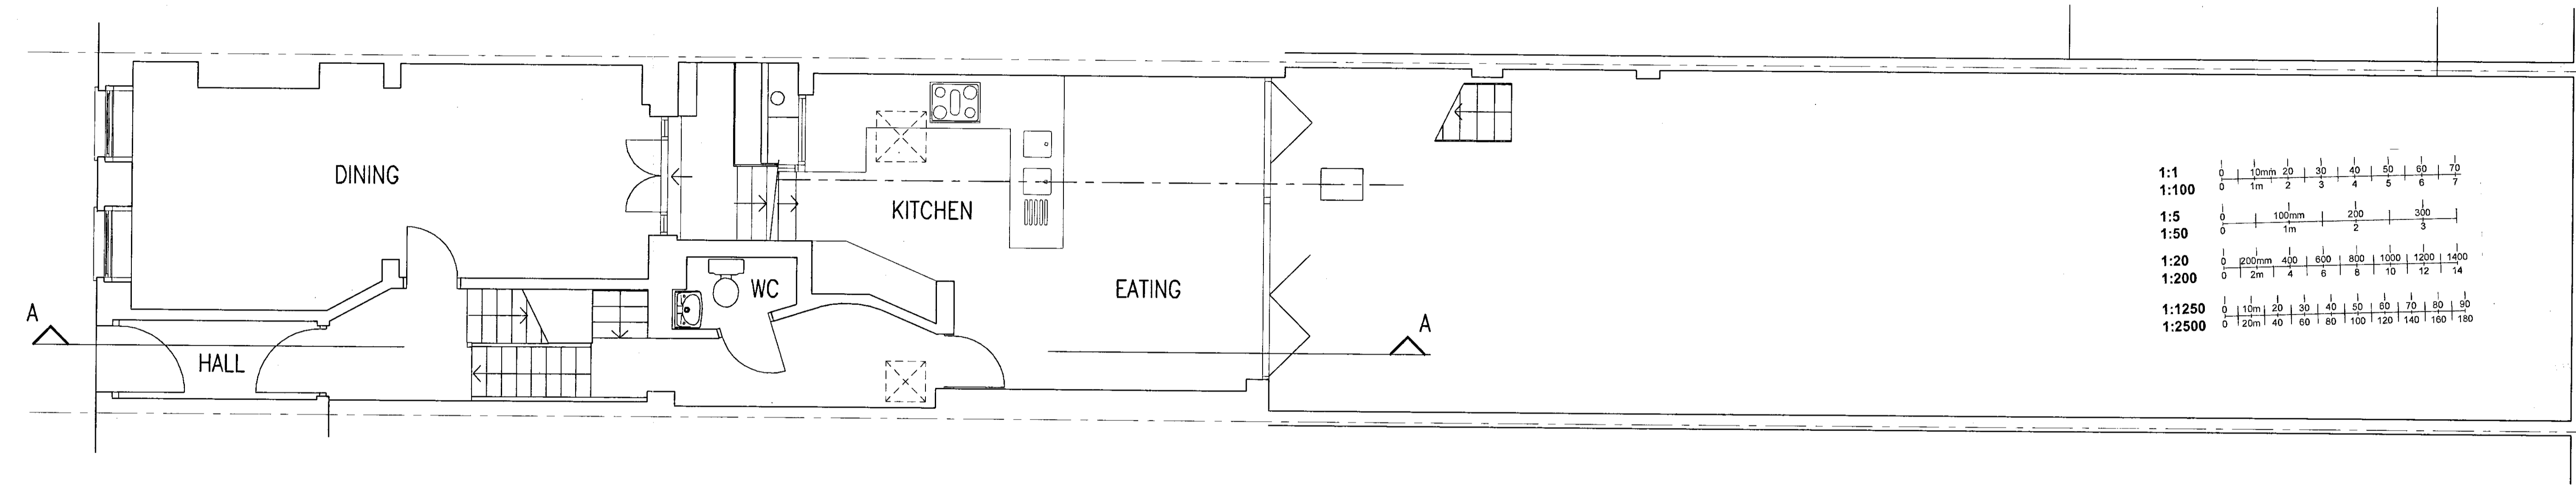 DINING
KITCHEN
WC
EATING
HALL
A
A
1:1 0 10mm 20 30 40 50 60 70
1:100 0 1m 2 3 4 5 6 7
1:5 0 100mm 200 300
1:50 0 1m 2 3
1:20 0 200mm 400 600 800 1000 1200 1400
1:200 0 2m 4 6 8 10 12 14
1:1250 0 10m 20 30 40 50 60 70 80 90
1:2500 0 20m 40 60 80 100 120 140 160 180